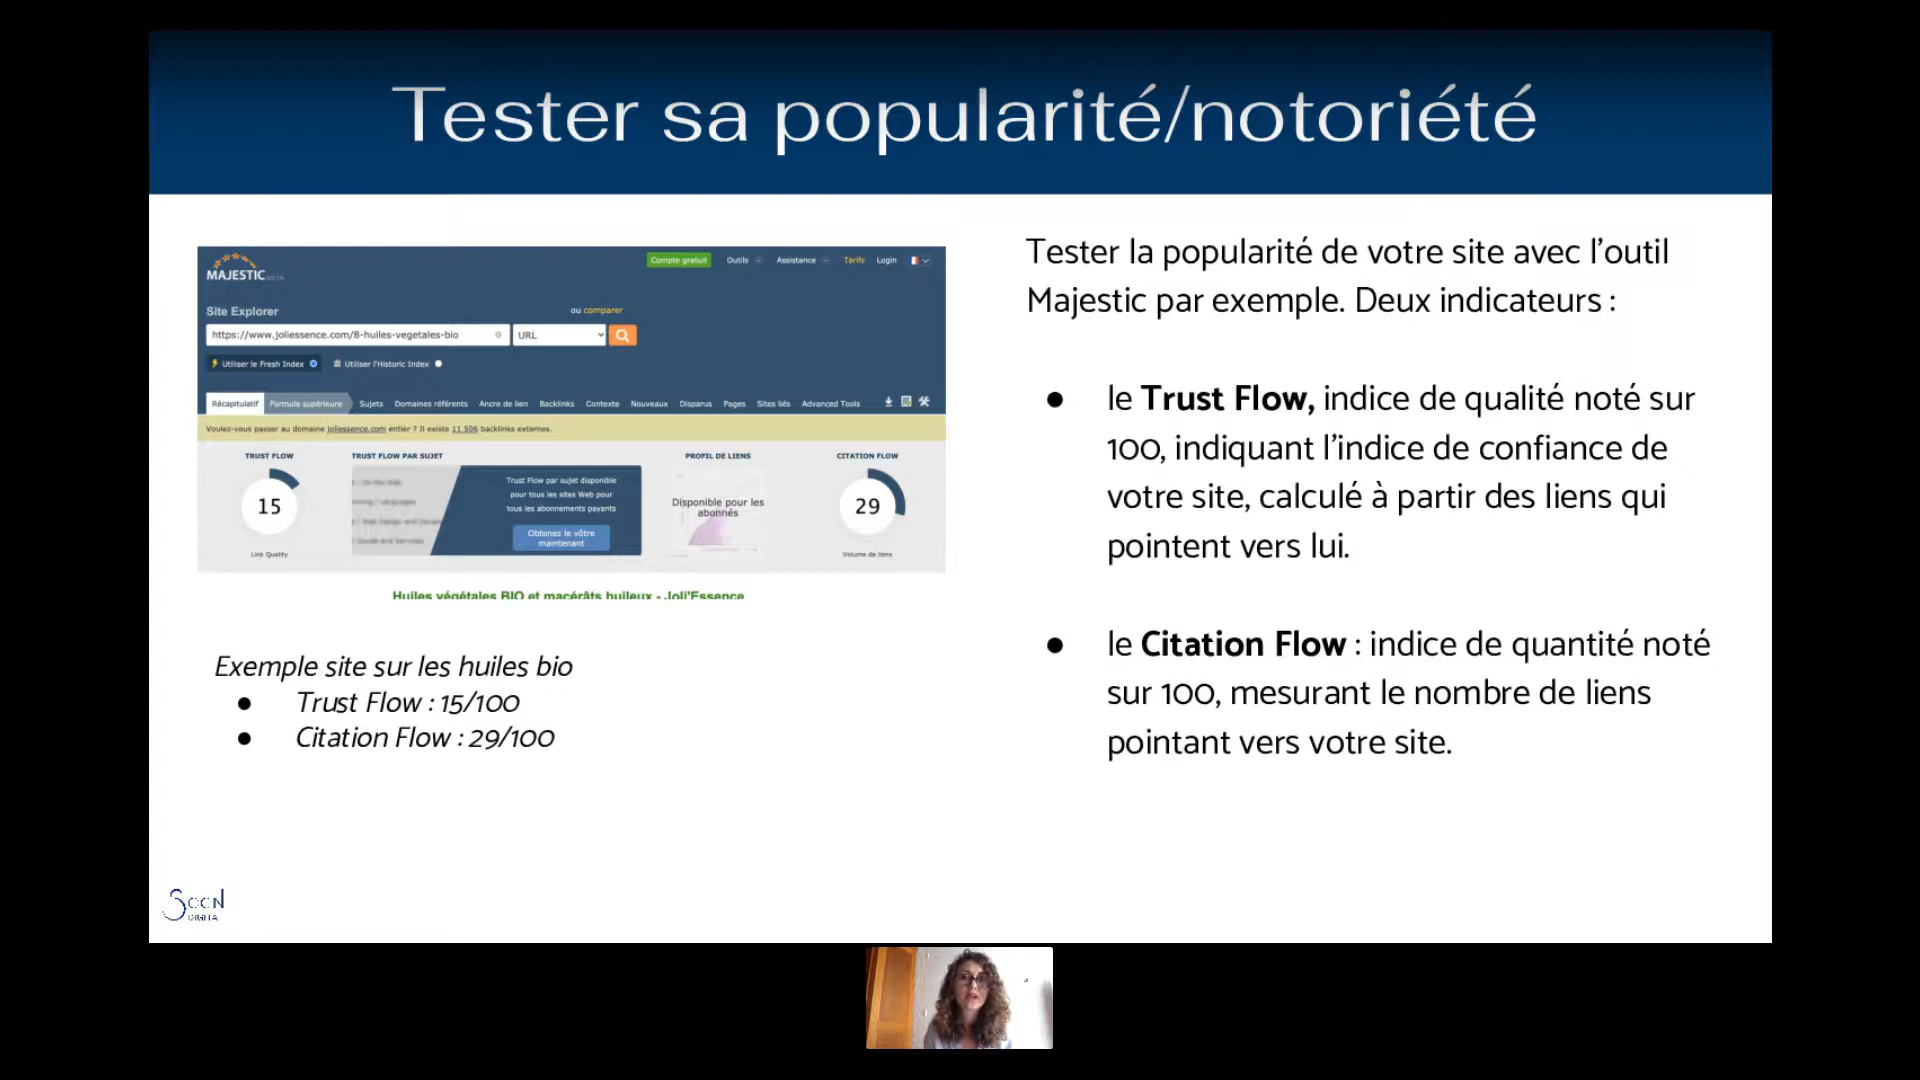 Tester sa popularité/notoriété
MAJESTIC BETA
Compte gratuit Outils Assistance Tarifs Login
Site Explorer
ou comparer
https://www.joliessence.com/8-huiles-vegetales-bio URL
Utiliser le Fresh Index Utiliser l'Historic Index
Récapitulatif Formule supérieure Sujets Domaines référents Ancre de lien Backlinks Contexte Nouveaux Disparus Pages Sites liés Advanced Tools
Voulez-vous passer au domaine joliessence.com entier ? Il existe 11 506 backlinks externes.
TRUST FLOW
15
Link Quality
TRUST FLOW PAR SUJET
Trust Flow par sujet disponible
pour tous les sites Web pour
tous les abonnements payants
Obtenez le vôtre
maintenant
PROFIL DE LIENS
Disponible pour les
abonnés
CITATION FLOW
29
Volume de liens
Huiles végétales BIO et macérâts huileux - Joli'Essence
Exemple site sur les huiles bio
● Trust Flow : 15/100
● Citation Flow : 29/100
Tester la popularité de votre site avec l'outil
Majestic par exemple. Deux indicateurs :
● le Trust Flow, indice de qualité noté sur
100, indiquant l'indice de confiance de
votre site, calculé à partir des liens qui
pointent vers lui.
● le Citation Flow : indice de quantité noté
sur 100, mesurant le nombre de liens
pointant vers votre site.